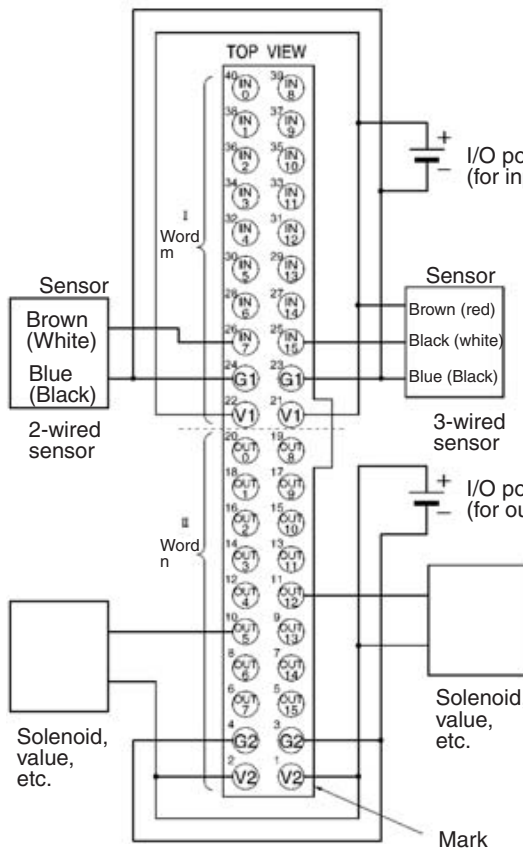 TOP VIEW
40 IN 0 39 IN 8
38 IN 1 37 IN 9
36 IN 2 35 IN 10
34 IN 3 33 IN 11
32 IN 4 31 IN 12
30 IN 5 29 IN 13
28 IN 6 27 IN 14
26 IN 7 25 IN 15
24 G1 23 G1
22 V1 21 V1
20 OUT 0 19 OUT 8
18 OUT 1 17 OUT 9
16 OUT 2 15 OUT 10
14 OUT 3 13 OUT 11
12 OUT 4 11 OUT 12
10 OUT 5 9 OUT 13
8 OUT 6 7 OUT 14
6 OUT 7 5 OUT 15
4 G2 3 G2
2 V2 1 V2
I
Word
m
II
Word
n
Sensor
Brown
(White)
Blue
(Black)
2-wired
sensor
Solenoid,
value,
etc.
+
−
I/O po
(for in
Sensor
Brown (red)
Black (white)
Blue (Black)
3-wired
sensor
+
−
I/O po
(for ou
Solenoid
value,
etc.
Mark